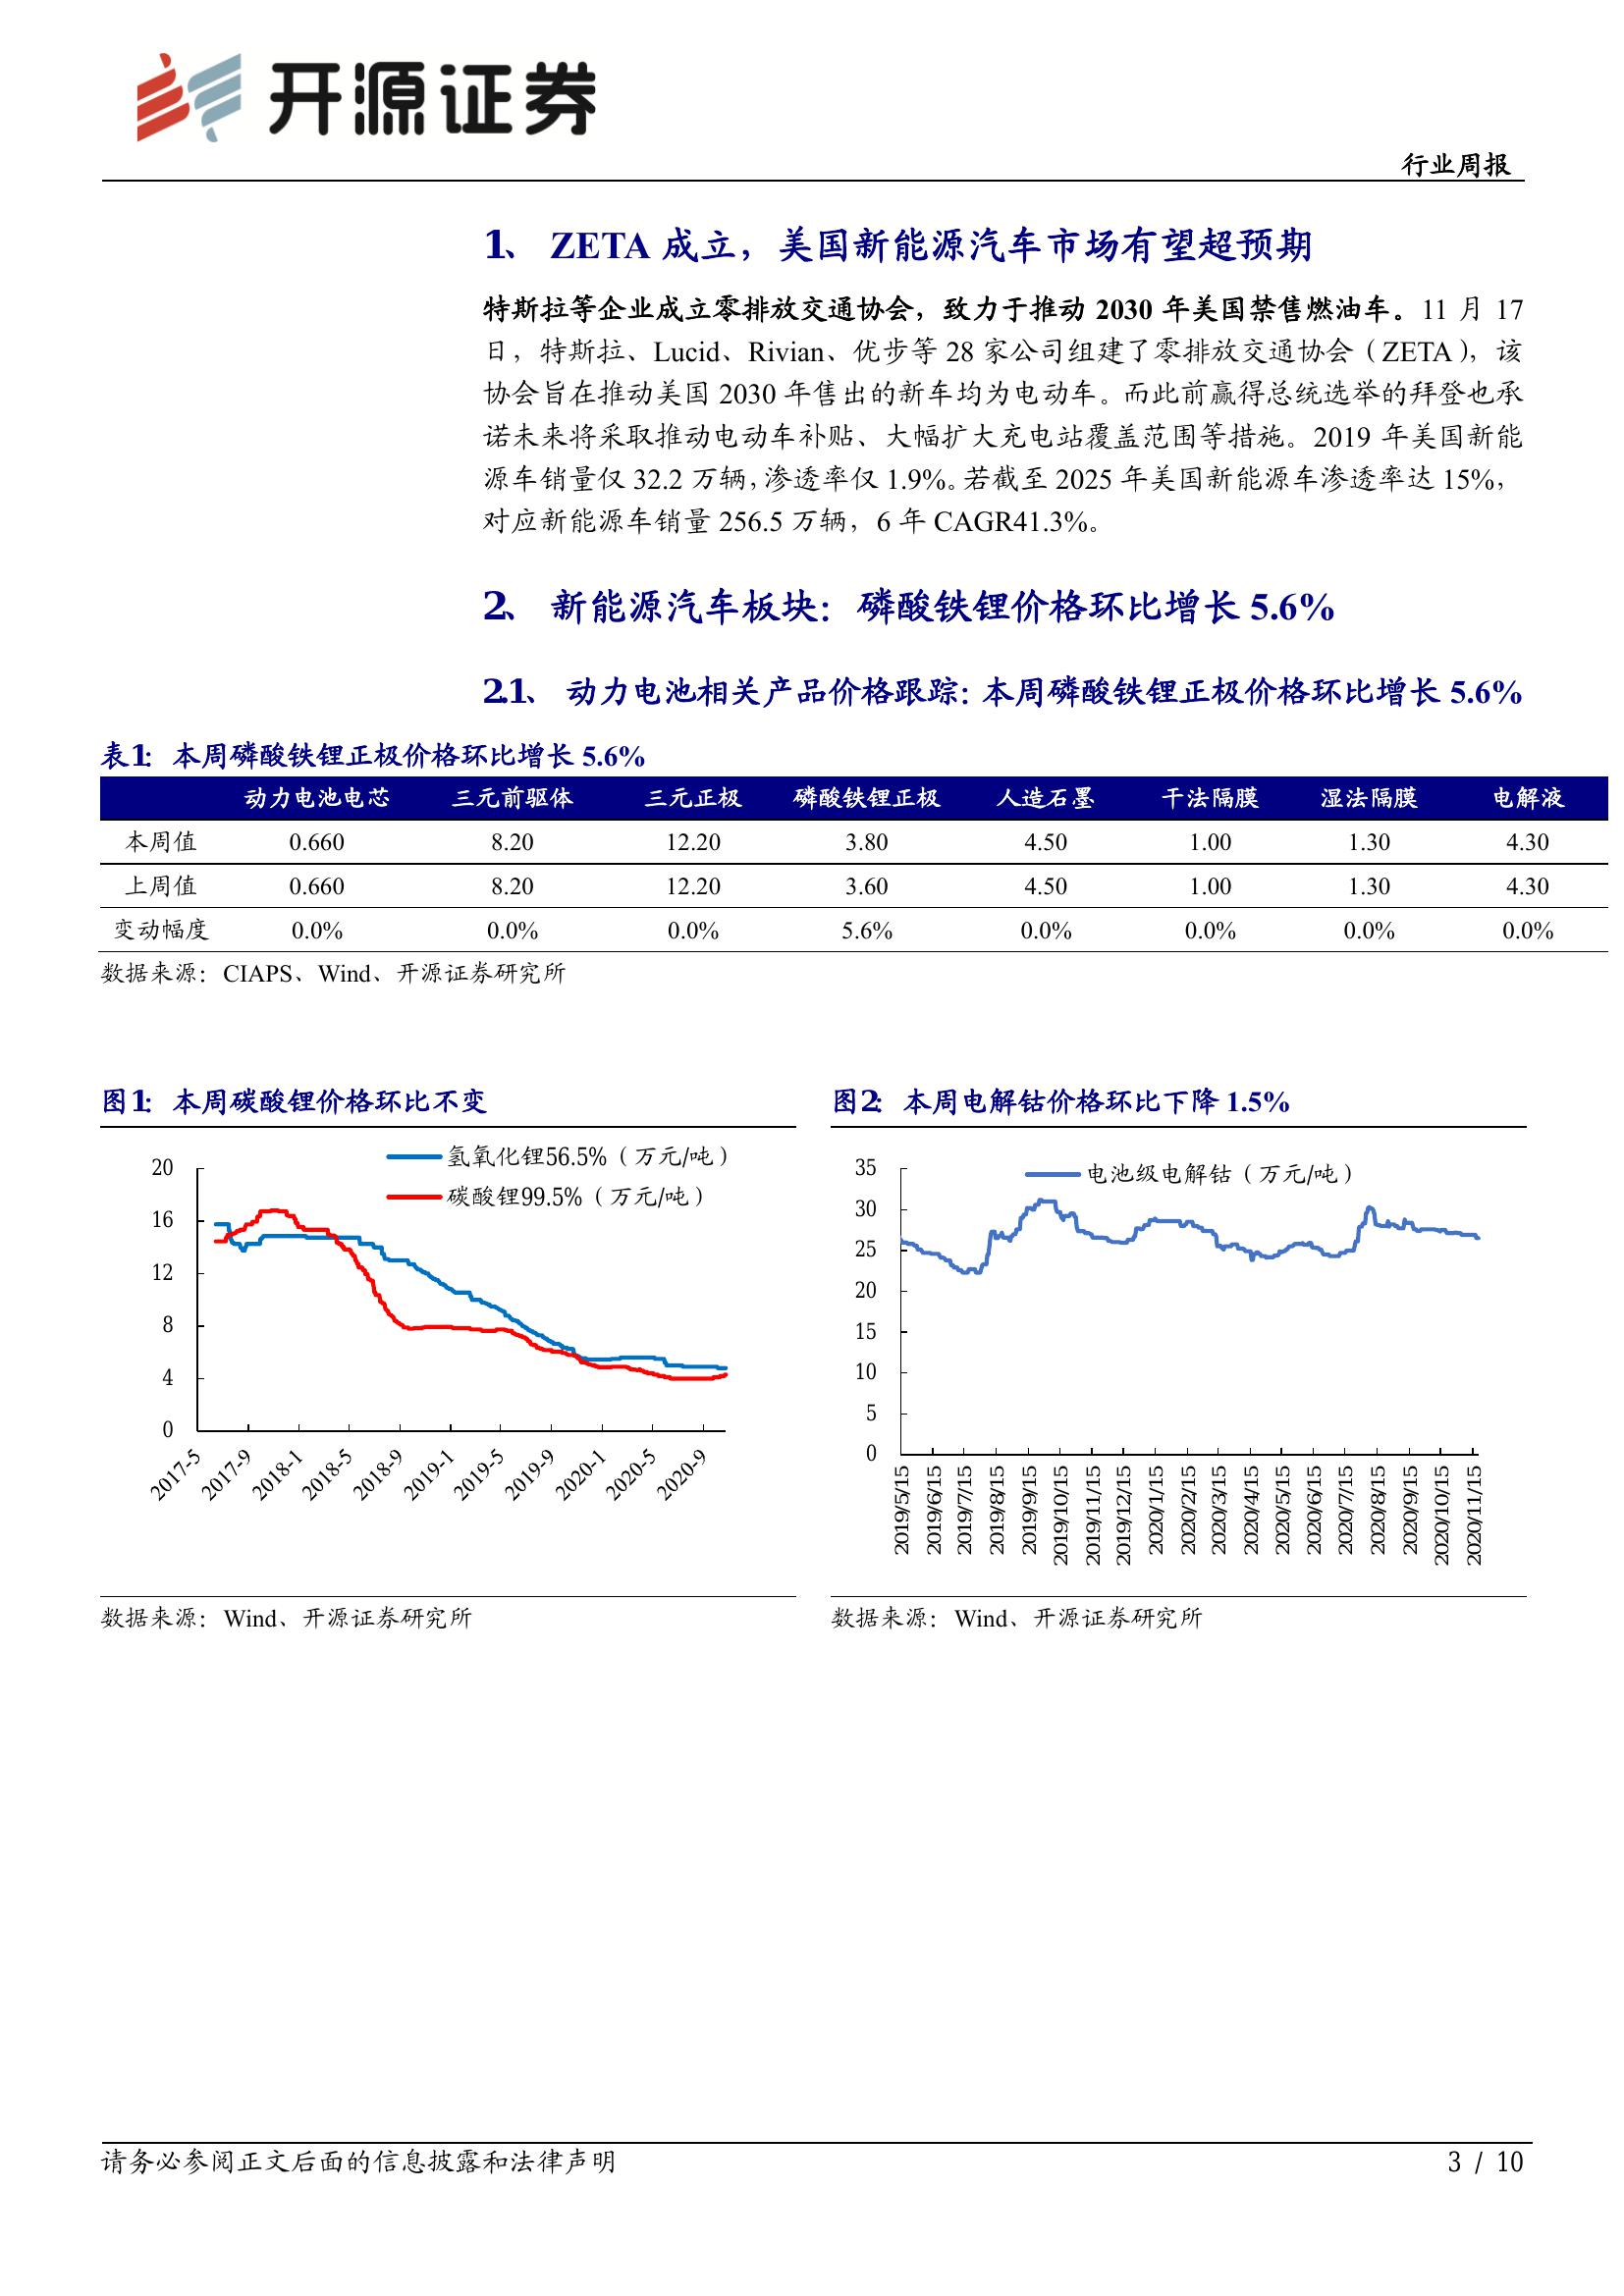 开源证券
行业周报
1、 ZETA 成立，美国新能源汽车市场有望超预期
特斯拉等企业成立零排放交通协会，致力于推动 2030 年美国禁售燃油车。11 月 17
日，特斯拉、Lucid、Rivian、优步等 28 家公司组建了零排放交通协会（ZETA），该
协会旨在推动美国 2030 年售出的新车均为电动车。而此前赢得总统选举的拜登也承
诺未来将采取推动电动车补贴、大幅扩大充电站覆盖范围等措施。2019 年美国新能
源车销量仅 32.2 万辆，渗透率仅 1.9%。若截至 2025 年美国新能源车渗透率达 15%，
对应新能源车销量 256.5 万辆，6 年 CAGR41.3%。
2、 新能源汽车板块：磷酸铁锂价格环比增长 5.6%
2.1、 动力电池相关产品价格跟踪：本周磷酸铁锂正极价格环比增长 5.6%
表1：本周磷酸铁锂正极价格环比增长 5.6%
动力电池电芯 三元前驱体 三元正极 磷酸铁锂正极 人造石墨 干法隔膜 湿法隔膜 电解液
本周值 0.660 8.20 12.20 3.80 4.50 1.00 1.30 4.30
上周值 0.660 8.20 12.20 3.60 4.50 1.00 1.30 4.30
变动幅度 0.0% 0.0% 0.0% 5.6% 0.0% 0.0% 0.0% 0.0%
数据来源：CIAPS、Wind、开源证券研究所
图1：本周碳酸锂价格环比不变
氢氧化锂56.5%（万元/吨）
碳酸锂99.5%（万元/吨）
20
16
12
8
4
0
2017-5 2017-9 2018-1 2018-5 2018-9 2019-1 2019-5 2019-9 2020-1 2020-5 2020-9
数据来源：Wind、开源证券研究所
图2：本周电解钴价格环比下降 1.5%
电池级电解钴（万元/吨）
35
30
25
20
15
10
5
0
2019/5/15 2019/6/15 2019/7/15 2019/8/15 2019/9/15 2019/10/15 2019/11/15 2019/12/15 2020/1/15 2020/2/15 2020/3/15 2020/4/15 2020/5/15 2020/6/15 2020/7/15 2020/8/15 2020/9/15 2020/10/15 2020/11/15
数据来源：Wind、开源证券研究所
请务必参阅正文后面的信息披露和法律声明
3 / 10